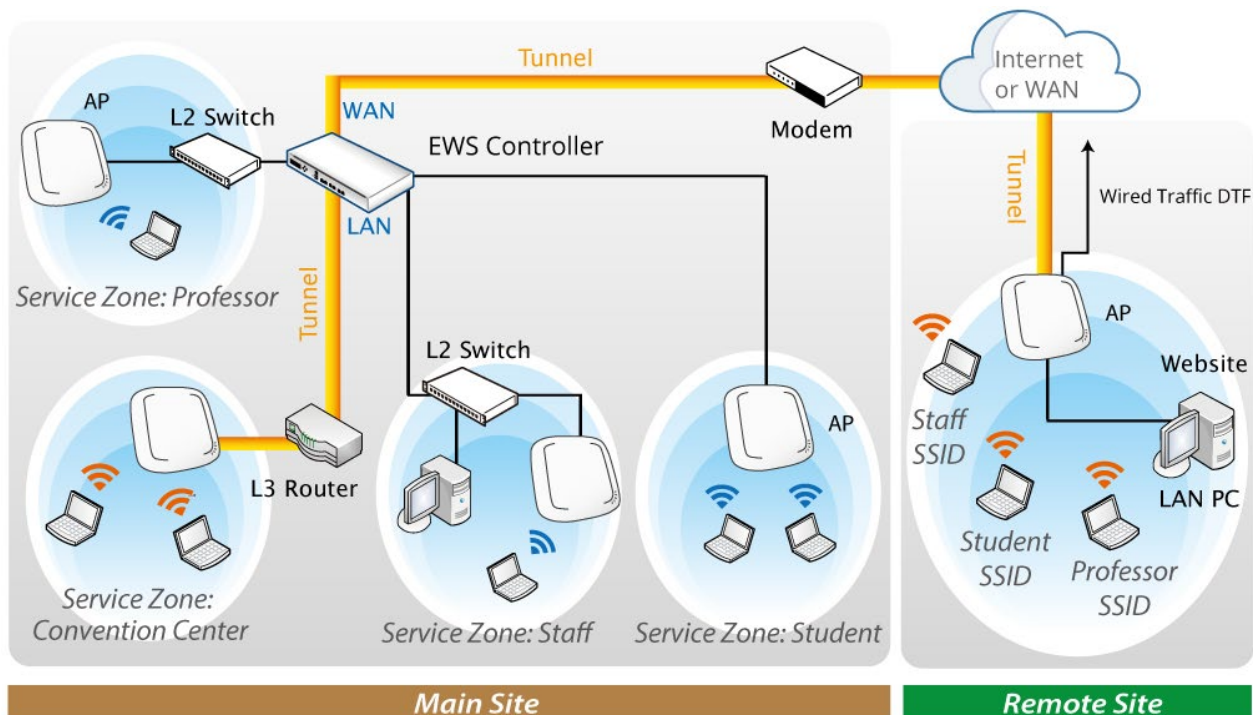 Tunnel
Internet
or WAN
AP
L2 Switch
WAN
Modem
EWS Controller
LAN
Tunnel
Wired Traffic DTF
Service Zone: Professor
Tunnel
AP
L2 Switch
Website
AP
Staff
SSID
L3 Router
LAN PC
Student
SSID
Professor
SSID
Service Zone:
Convention Center
Service Zone: Staff
Service Zone: Student
Main Site
Remote Site